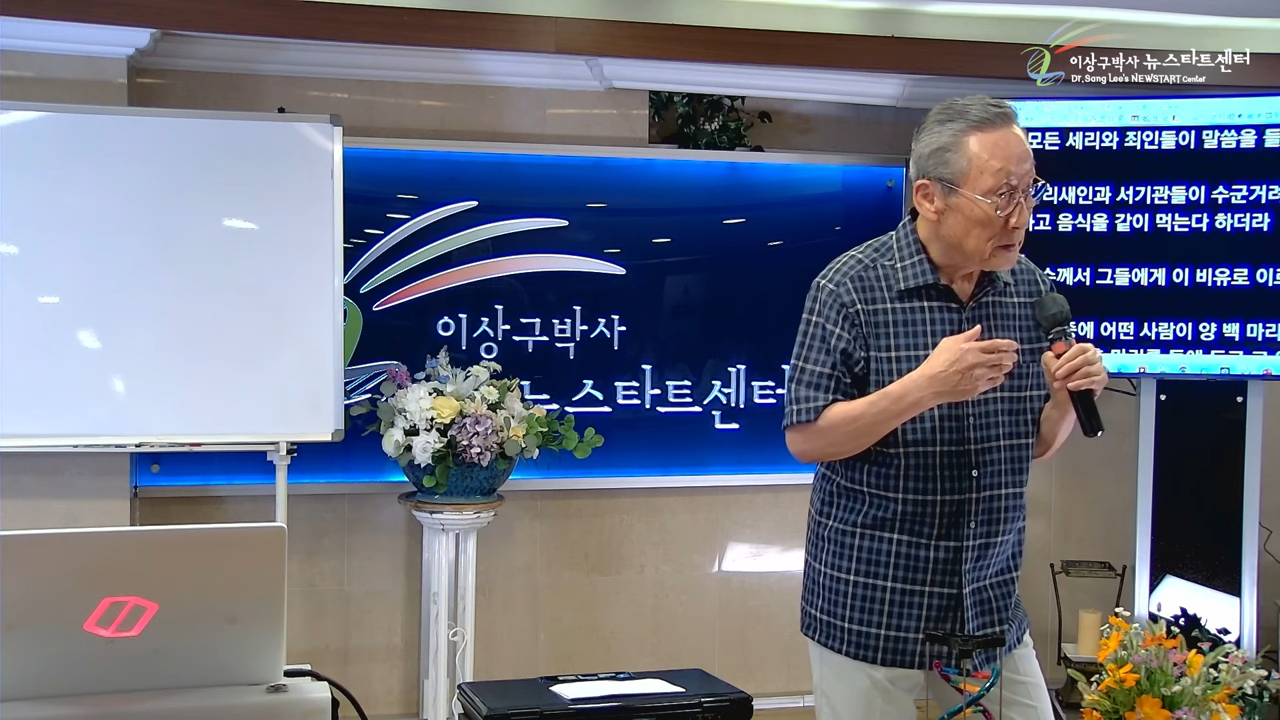 이상구박사 뉴스타트센터
Dr. Sang Lee's NEWSTART Center
모든 세리와 죄인들이 말씀을 들
리새인과 서기관들이 수군거려
고 음식을 같이 먹는다 하더라
수께서 그들에게 이 비유로 이르
중에 어떤 사람이 양 백 마리
이상구박사
뉴스타트센터